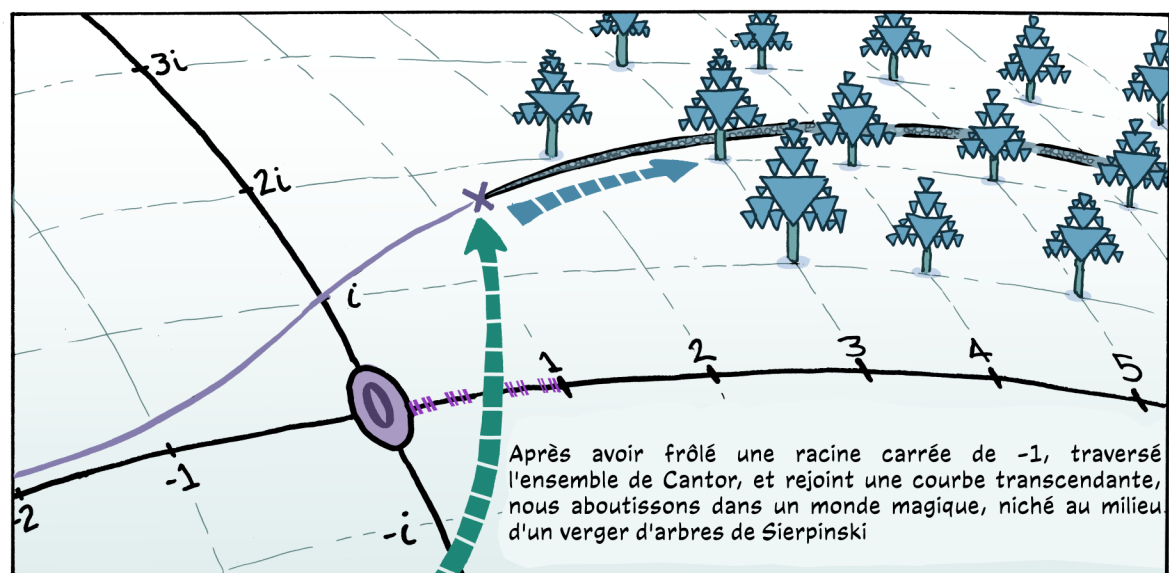 3i
2i
i
0
1
2
3
4
5
-1
-2
-i
Après avoir frôlé une racine carrée de -1, traversé
l'ensemble de Cantor, et rejoint une courbe transcendante,
nous aboutissons dans un monde magique, niché au milieu
d'un verger d'arbres de Sierpinski